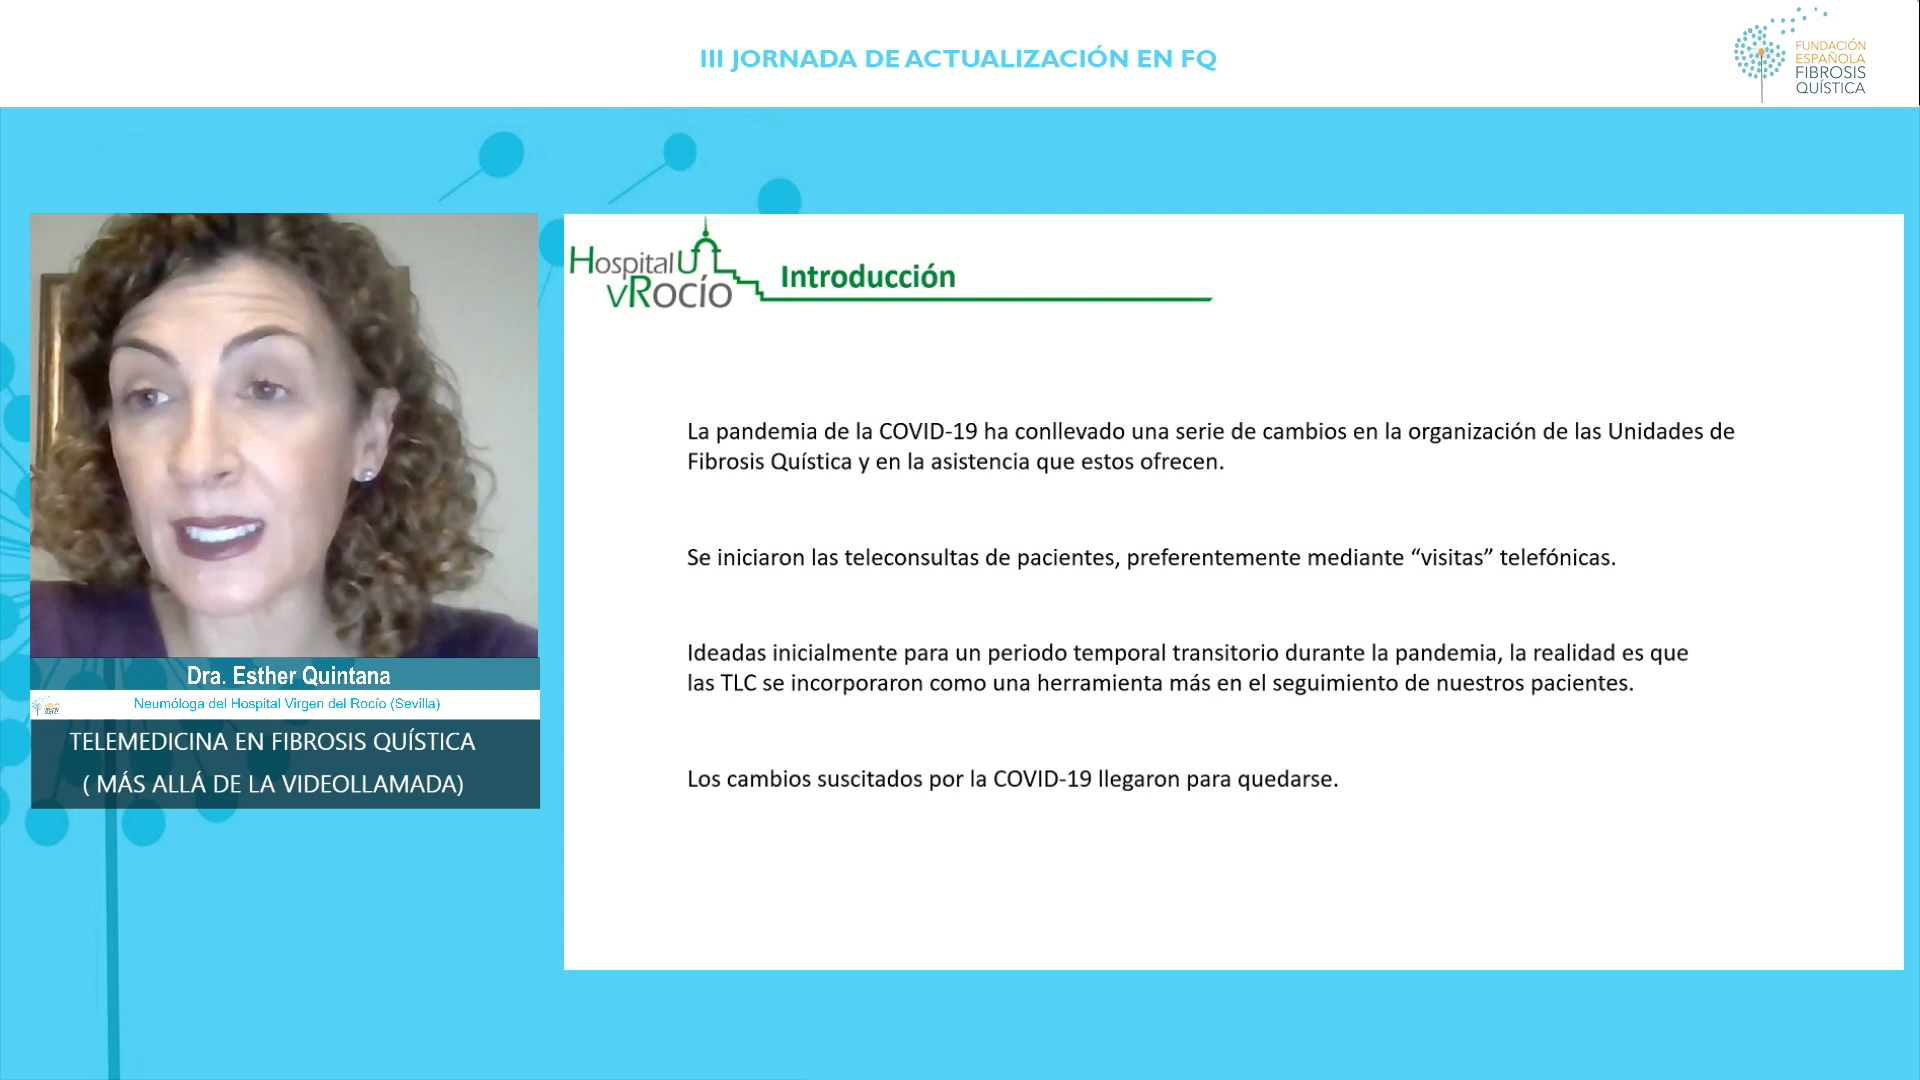 III JORNADA DE ACTUALIZACIÓN EN FQ
FUNDACIÓN
ESPAÑOLA
FIBROSIS
QUÍSTICA
Hospital U
vRocío
Introducción
La pandemia de la COVID-19 ha conllevado una serie de cambios en la organización de las Unidades de
Fibrosis Quística y en la asistencia que estos ofrecen.
Se iniciaron las teleconsultas de pacientes, preferentemente mediante “visitas” telefónicas.
Ideadas inicialmente para un periodo temporal transitorio durante la pandemia, la realidad es que
las TLC se incorporaron como una herramienta más en el seguimiento de nuestros pacientes.
Los cambios suscitados por la COVID-19 llegaron para quedarse.
Dra. Esther Quintana
Neumóloga del Hospital Virgen del Rocío (Sevilla)
TELEMEDICINA EN FIBROSIS QUÍSTICA
( MÁS ALLÁ DE LA VIDEOLLAMADA)